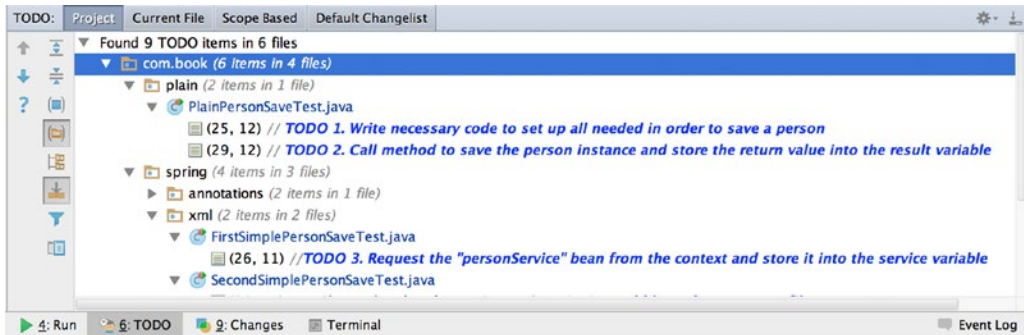 TODO: Project Current File Scope Based Default Changelist
Found 9 TODO items in 6 files
com.book (6 items in 4 files)
plain (2 items in 1 file)
PlainPersonSaveTest.java
(25, 12) // TODO 1. Write necessary code to set up all needed in order to save a person
(29, 12) // TODO 2. Call method to save the person instance and store the return value into the result variable
spring (4 items in 3 files)
annotations (2 items in 1 file)
xml (2 items in 2 files)
FirstSimplePersonSaveTest.java
(26, 11) //TODO 3. Request the "personService" bean from the context and store it into the service variable
SecondSimplePersonSaveTest.java
4: Run 6: TODO 9: Changes Terminal Event Log